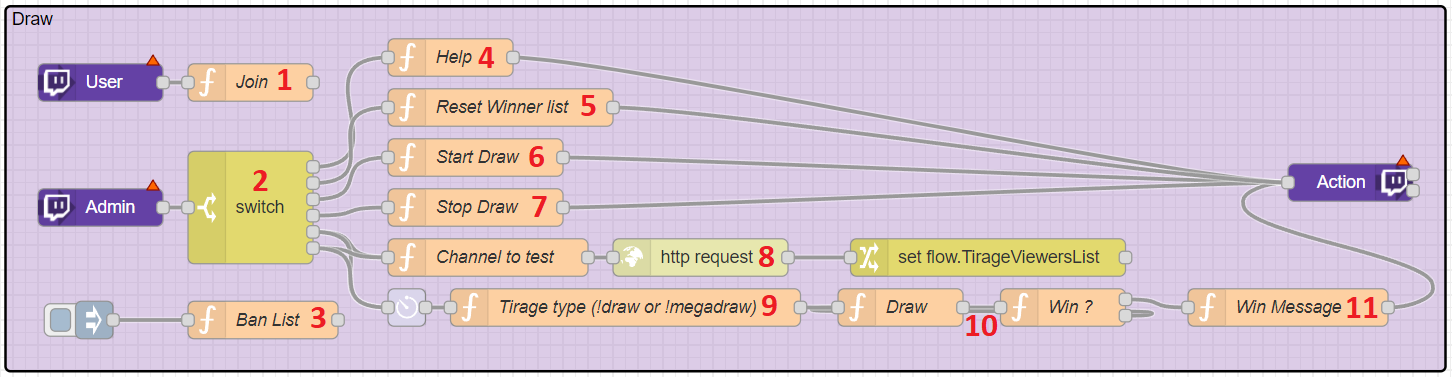 Draw
Help 4
User
Join 1
Reset Winner list 5
Start Draw 6
2
switch
Admin
Stop Draw 7
Action
Channel to test
http request 8
set flow.TirageViewersList
Ban List 3
Tirage type (!draw or !megadraw) 9
Draw
10
Win ?
Win Message 11